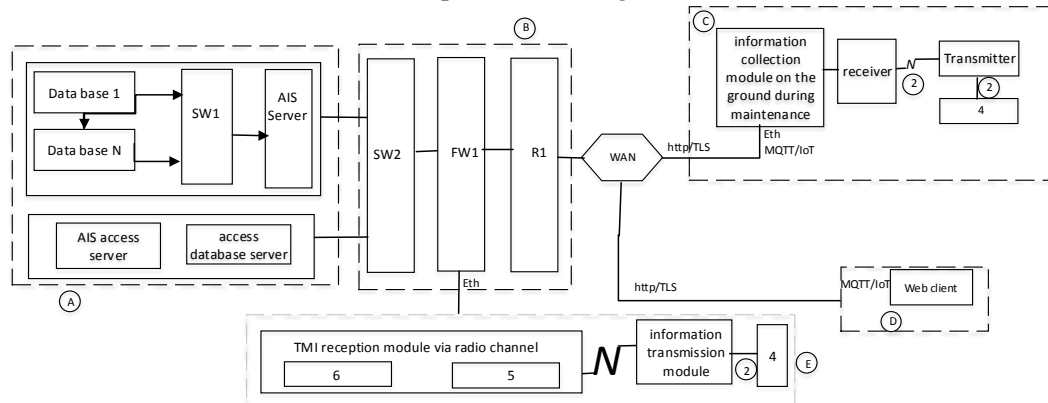 Data base 1
Data base N
SW1
AIS
Server
AIS access
server
access
database server
A
B
SW2
FW1
R1
Eth
WAN
http/TLS
http/TLS
C
information
collection
module on the
ground during
maintenance
Eth
MQTT/IoT
receiver
N
2
Transmitter
2
4
MQTT/IoT
Web client
D
TMI reception module via radio channel
6
5
N
information
transmission
module
2
4
E